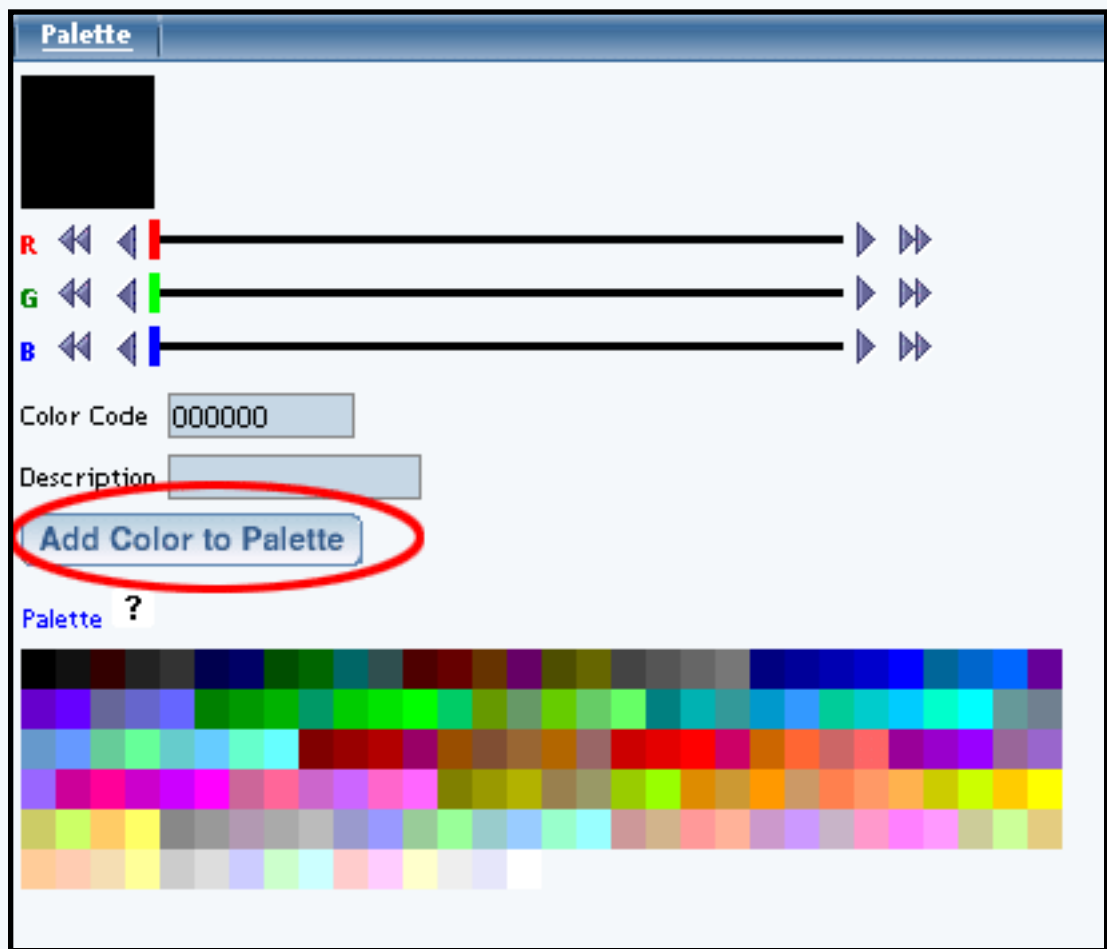 Palette
R
G
B
Color Code 000000
Description
Add Color to Palette
Palette ?